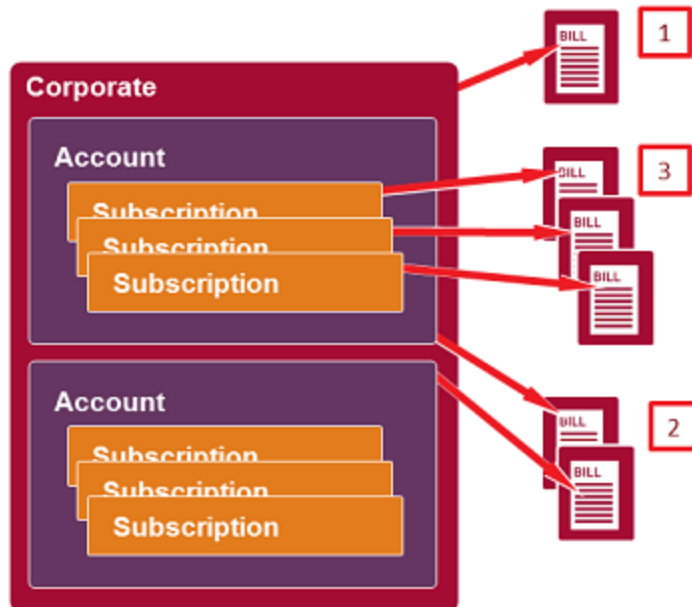 BILL
1
Corporate
Account
BILL
3
Subscription
BILL
Subscription
BILL
Subscription
Account
BILL
2
Subscription
BILL
Subscription
Subscription